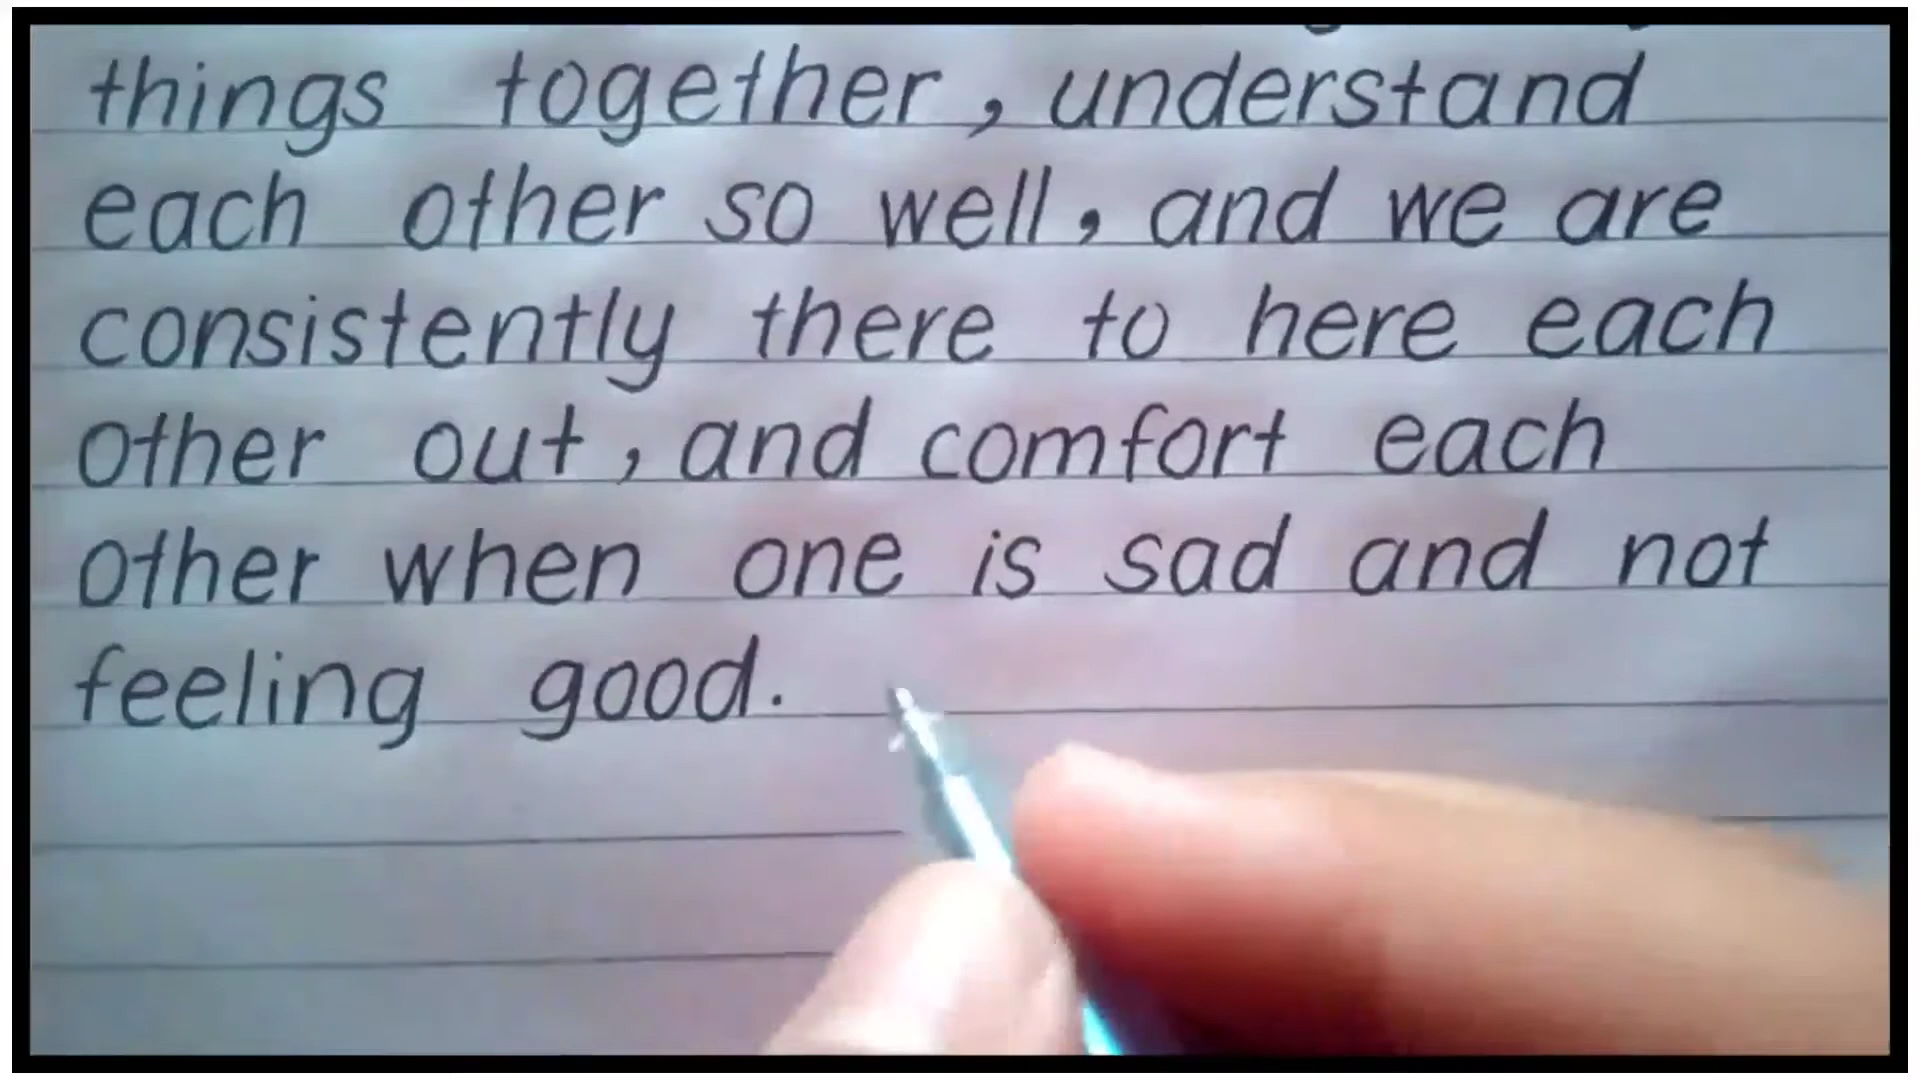 things together, understand
each other so well, and we are
consistently there to here each
other out, and comfort each
other when one is sad and not
feeling good.